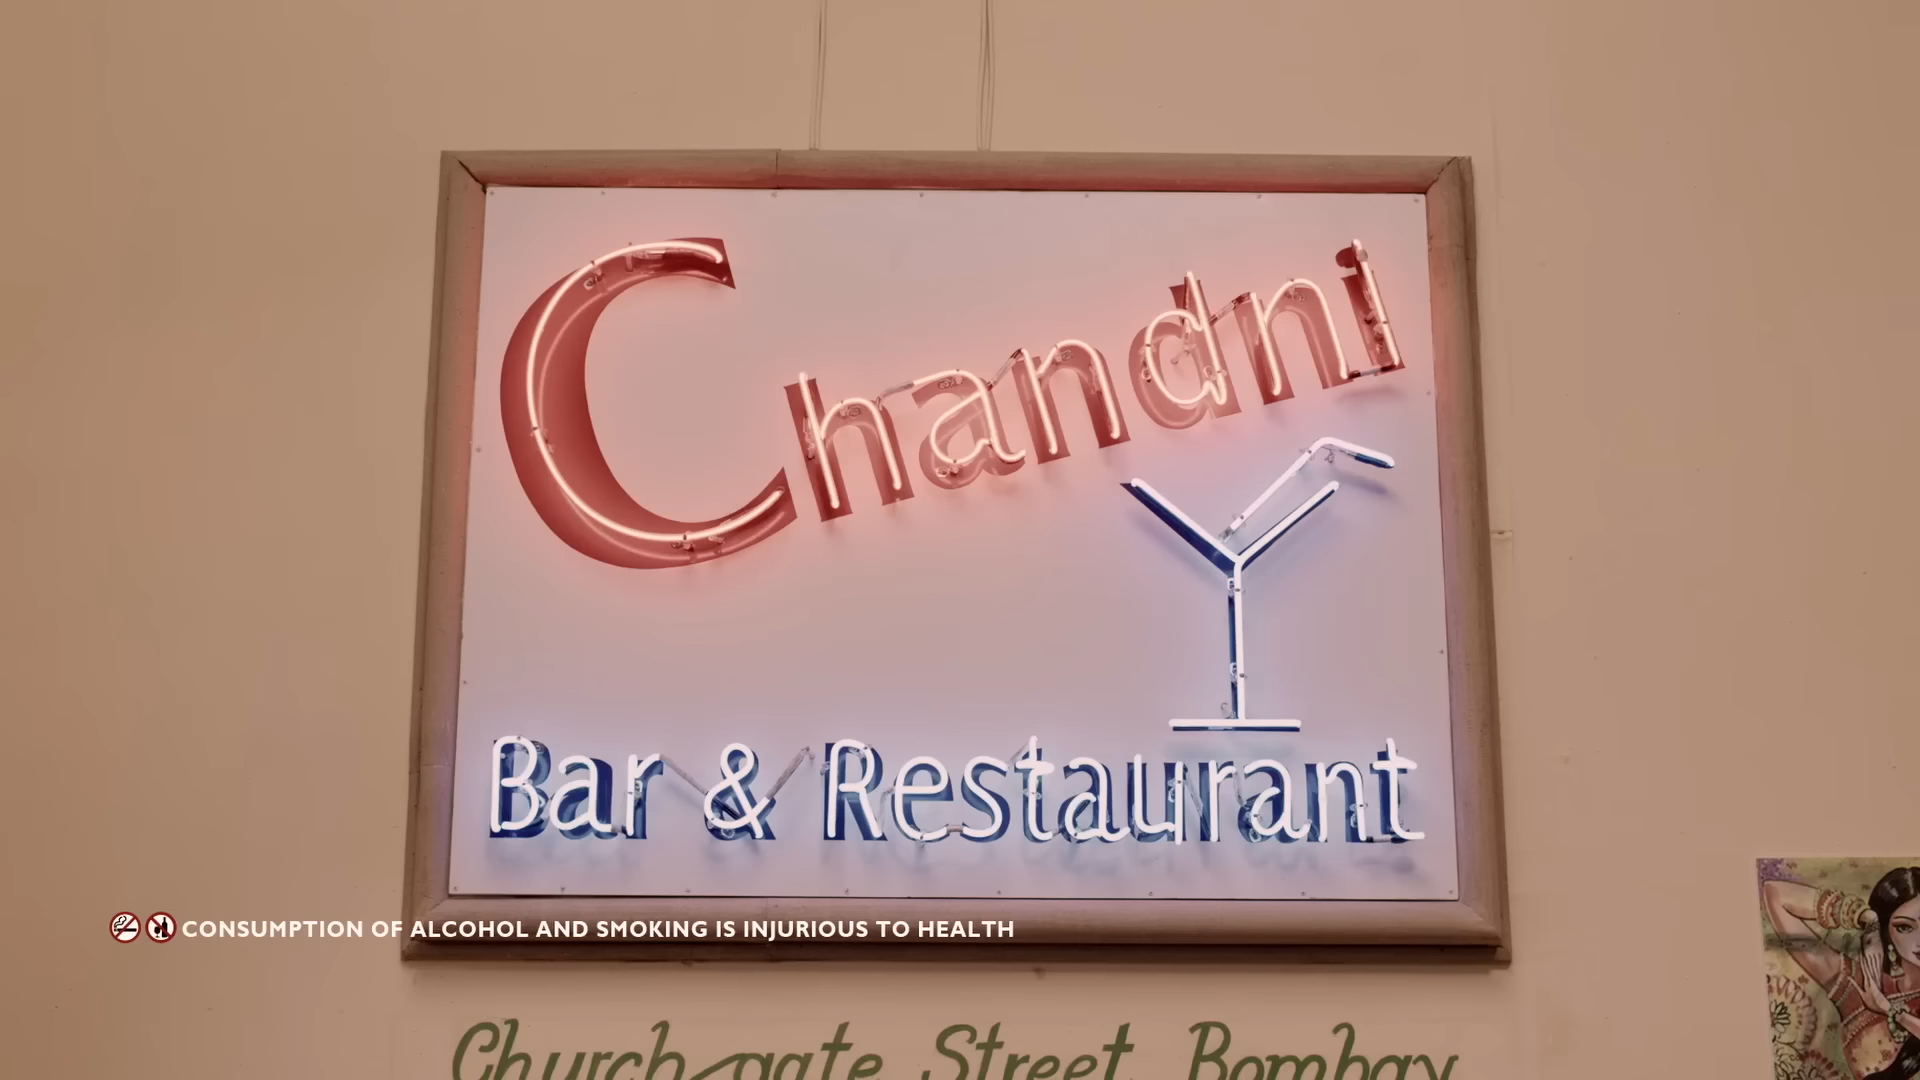 Chandni
Bar & Restaurant
CONSUMPTION OF ALCOHOL AND SMOKING IS INJURIOUS TO HEALTH
Churchgate Street Bombay